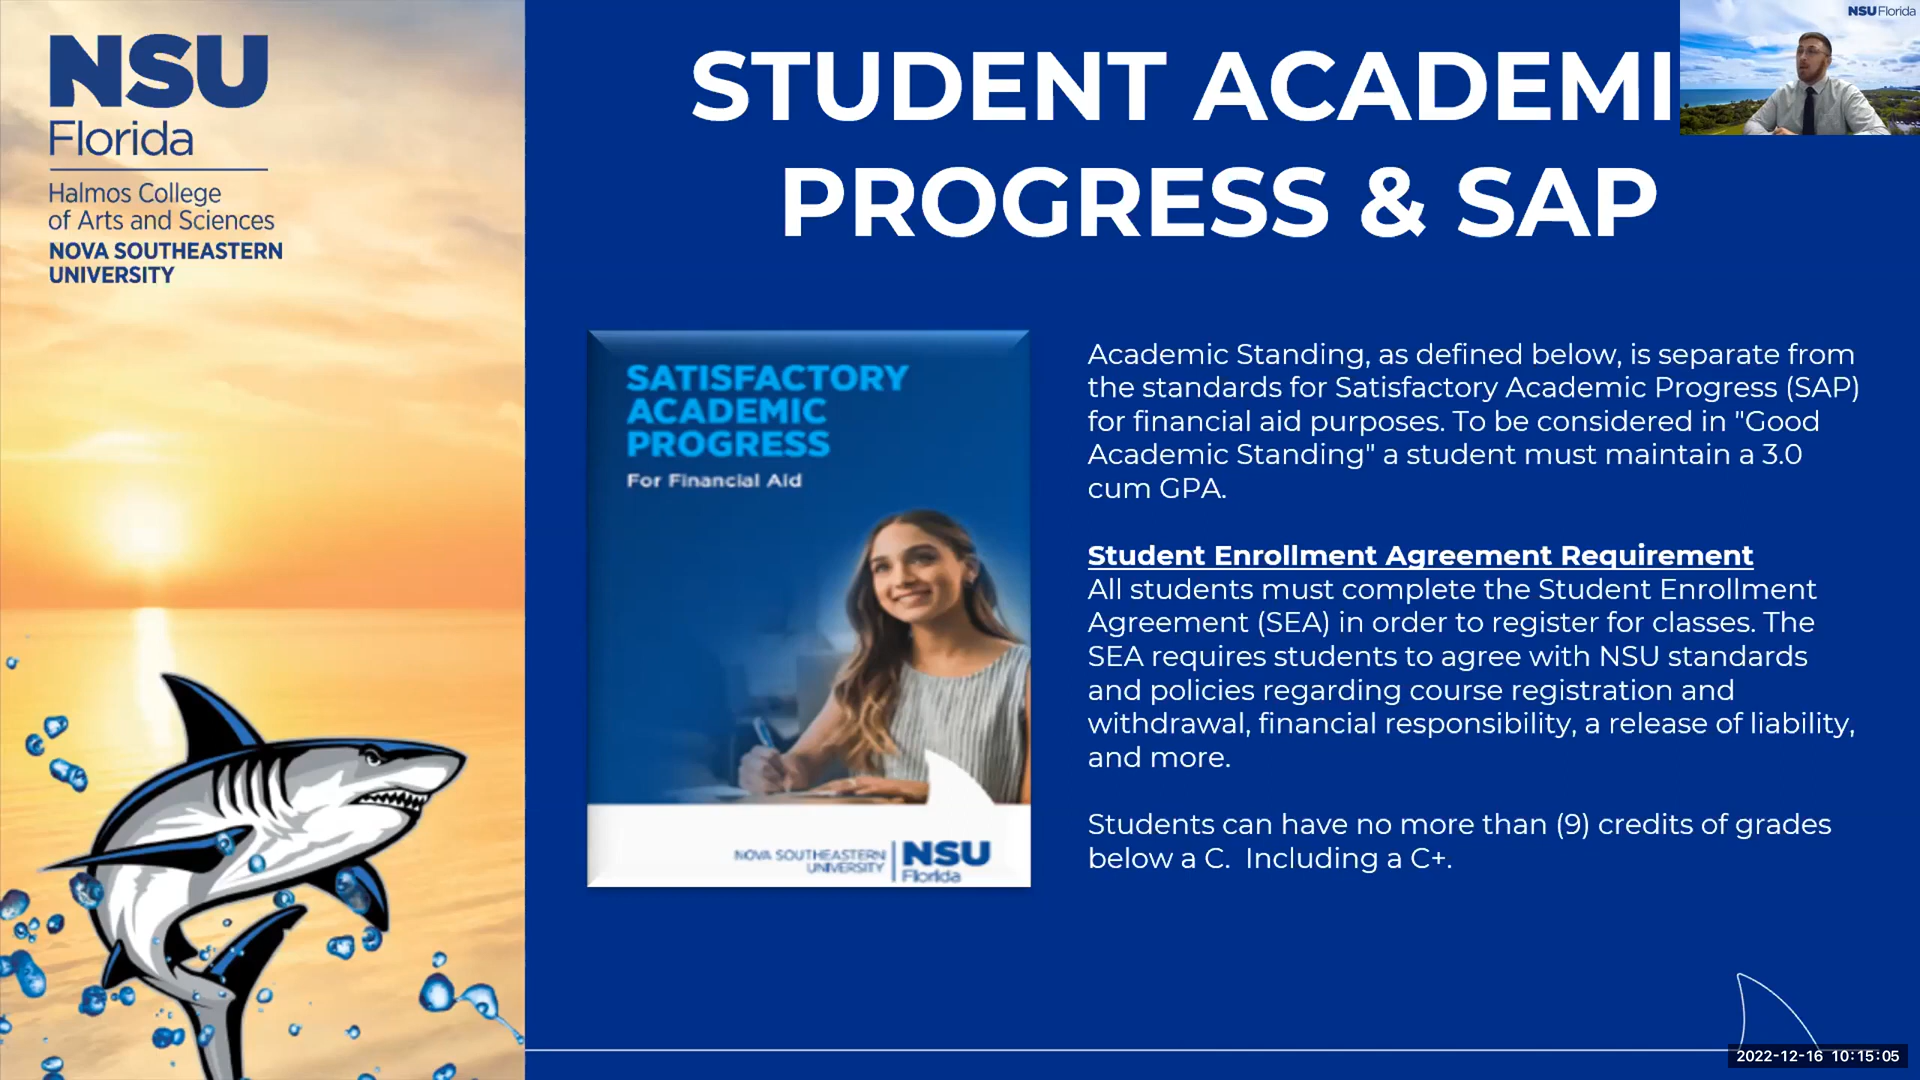 NSU
Florida
Halmos College
of Arts and Sciences
NOVA SOUTHEASTERN
UNIVERSITY
STUDENT ACADEMI
PROGRESS & SAP
NSU Florida
SATISFACTORY
ACADEMIC
PROGRESS
For Financial Aid
NOVA SOUTHEASTERN
UNIVERSITY
NSU
Florida
Academic Standing, as defined below, is separate from
the standards for Satisfactory Academic Progress (SAP)
for financial aid purposes. To be considered in "Good
Academic Standing" a student must maintain a 3.0
cum GPA.
Student Enrollment Agreement Requirement
All students must complete the Student Enrollment
Agreement (SEA) in order to register for classes. The
SEA requires students to agree with NSU standards
and policies regarding course registration and
withdrawal, financial responsibility, a release of liability,
and more.
Students can have no more than (9) credits of grades
below a C.  Including a C+.
2022-12-16 10:15:05